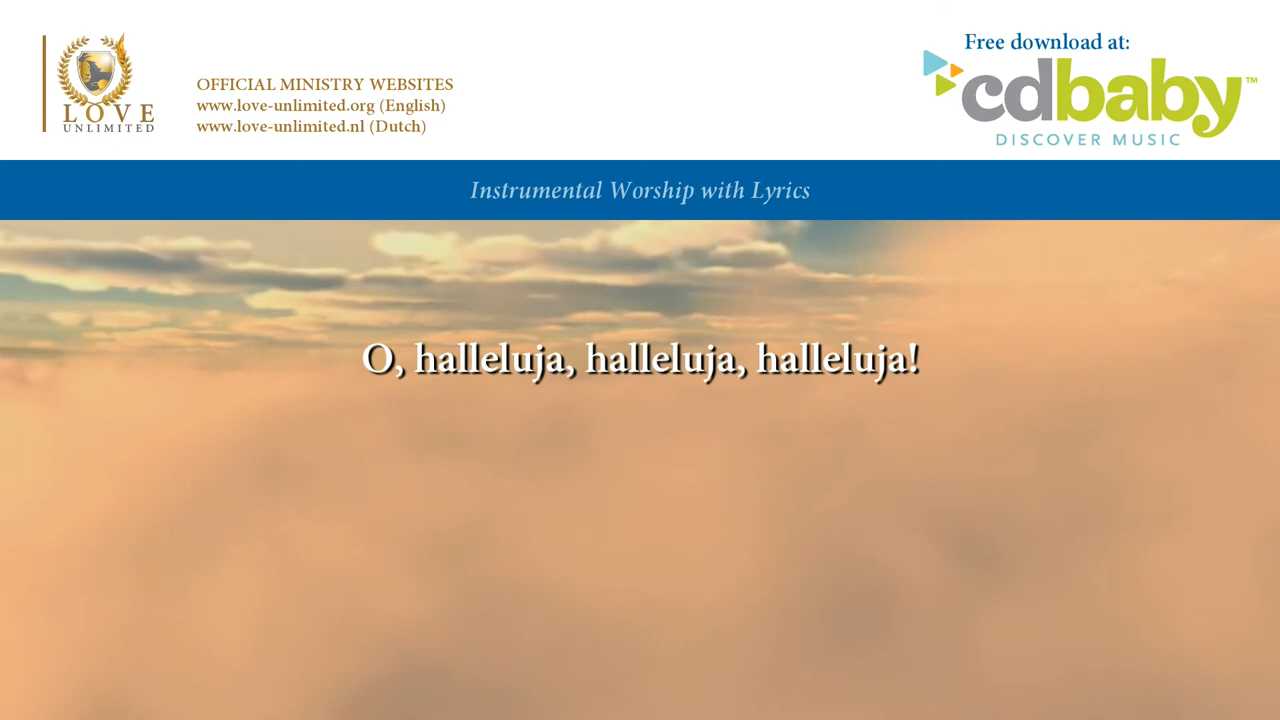 LOVE
UNLIMITED
OFFICIAL MINISTRY WEBSITES
www.love-unlimited.org (English)
www.love-unlimited.nl (Dutch)
Free download at:
cdbaby™
DISCOVER MUSIC
Instrumental Worship with Lyrics
O, halleluja, halleluja, halleluja!